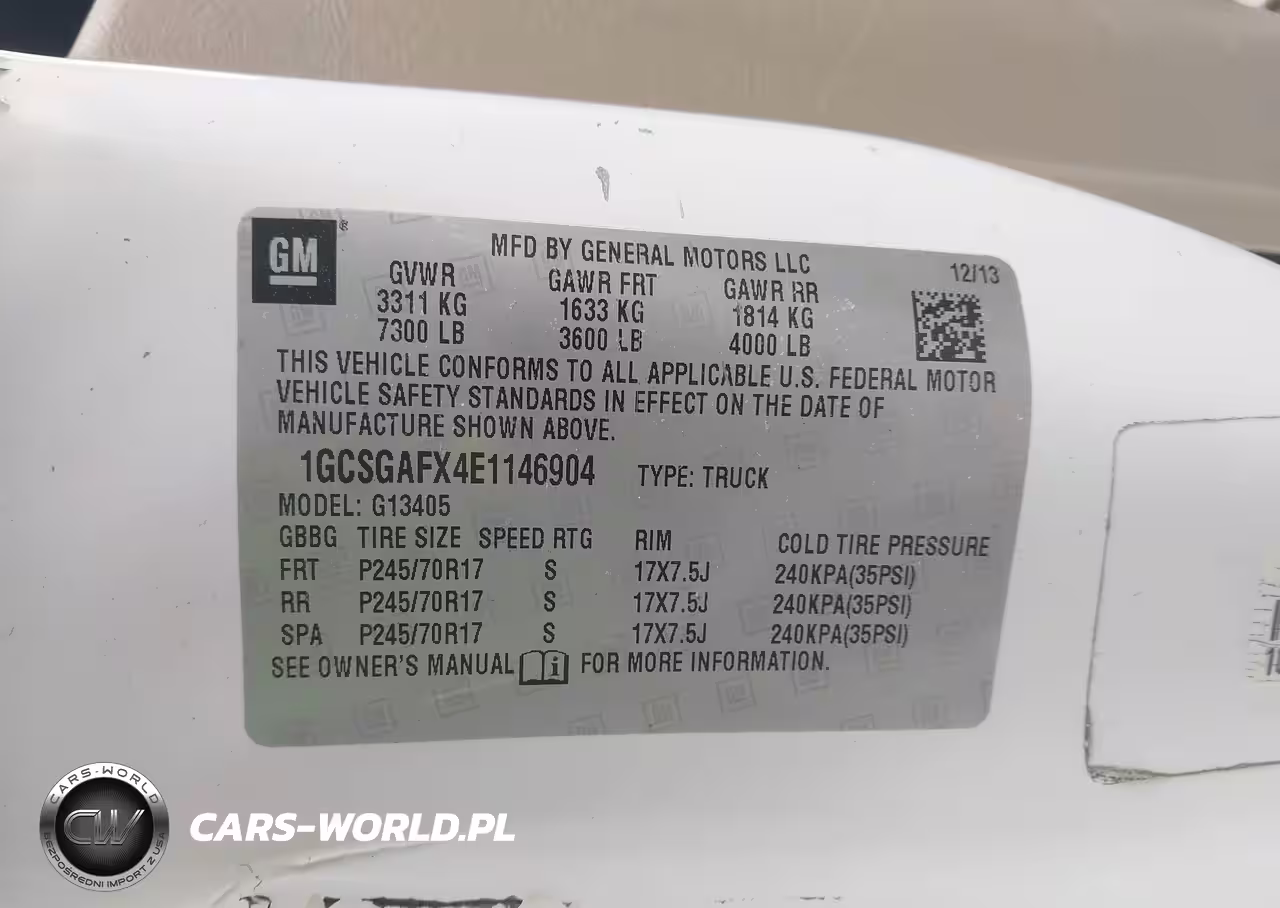 GM
MFD BY GENERAL MOTORS LLC
12/13
GVWR GAWR FRT GAWR RR
3311 KG 1633 KG 1814 KG
7300 LB 3600 LB 4000 LB
THIS VEHICLE CONFORMS TO ALL APPLICABLE U.S. FEDERAL MOTOR
VEHICLE SAFETY STANDARDS IN EFFECT ON THE DATE OF
MANUFACTURE SHOWN ABOVE.
1GCSGAFX4E1146904 TYPE: TRUCK
MODEL: G13405
GBBG TIRE SIZE SPEED RTG RIM COLD TIRE PRESSURE
FRT P245/70R17 S 17X7.5J 240KPA(35PSI)
RR P245/70R17 S 17X7.5J 240KPA(35PSI)
SPA P245/70R17 S 17X7.5J 240KPA(35PSI)
SEE OWNER'S MANUAL FOR MORE INFORMATION.
CARS-WORLD
CW
BEZPOŚREDNI IMPORT Z USA
CARS-WORLD.PL